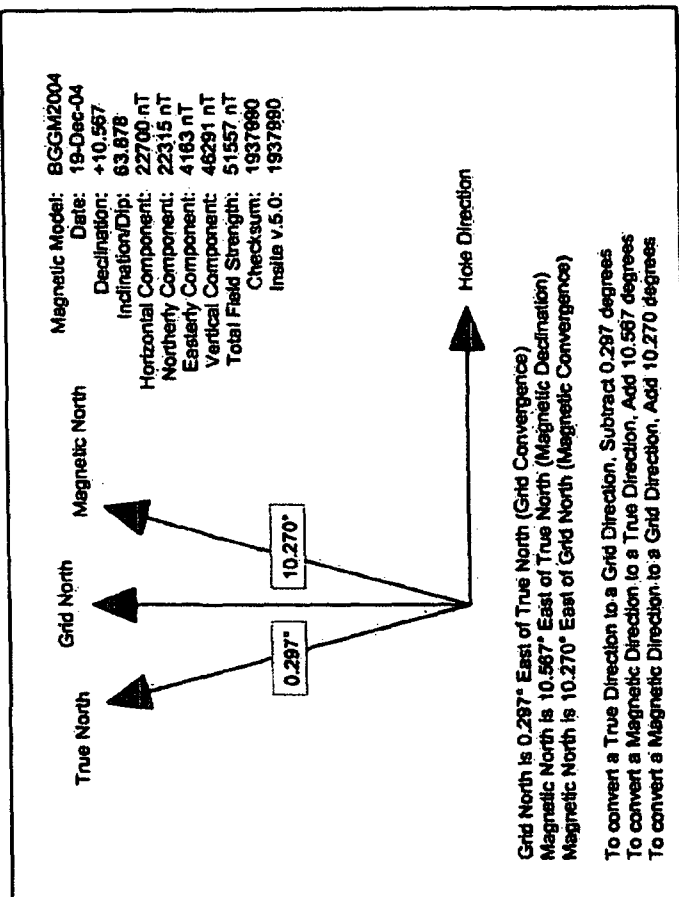 Magnetic Model: BGGM2004
Date: 19-Dec-04
Declination: +10.567
Inclination/Dip: 63.878
Horizontal Component: 22700 nT
Northerly Component: 22315 nT
Easterly Component: 4163 nT
Vertical Component: 46291 nT
Total Field Strength: 51557 nT
Checksum: 1937990
Insite v.5.0: 1937990
True North
Grid North
Magnetic North
0.297°
10.270°
Hole Direction
Grid North is 0.297° East of True North (Grid Convergence)
Magnetic North is 10.567° East of True North (Magnetic Declination)
Magnetic North is 10.270° East of Grid North (Magnetic Convergence)
To convert a True Direction to a Grid Direction, Subtract 0.297 degrees
To convert a Magnetic Direction to a True Direction, Add 10.567 degrees
To convert a Magnetic Direction to a Grid Direction, Add 10.270 degrees